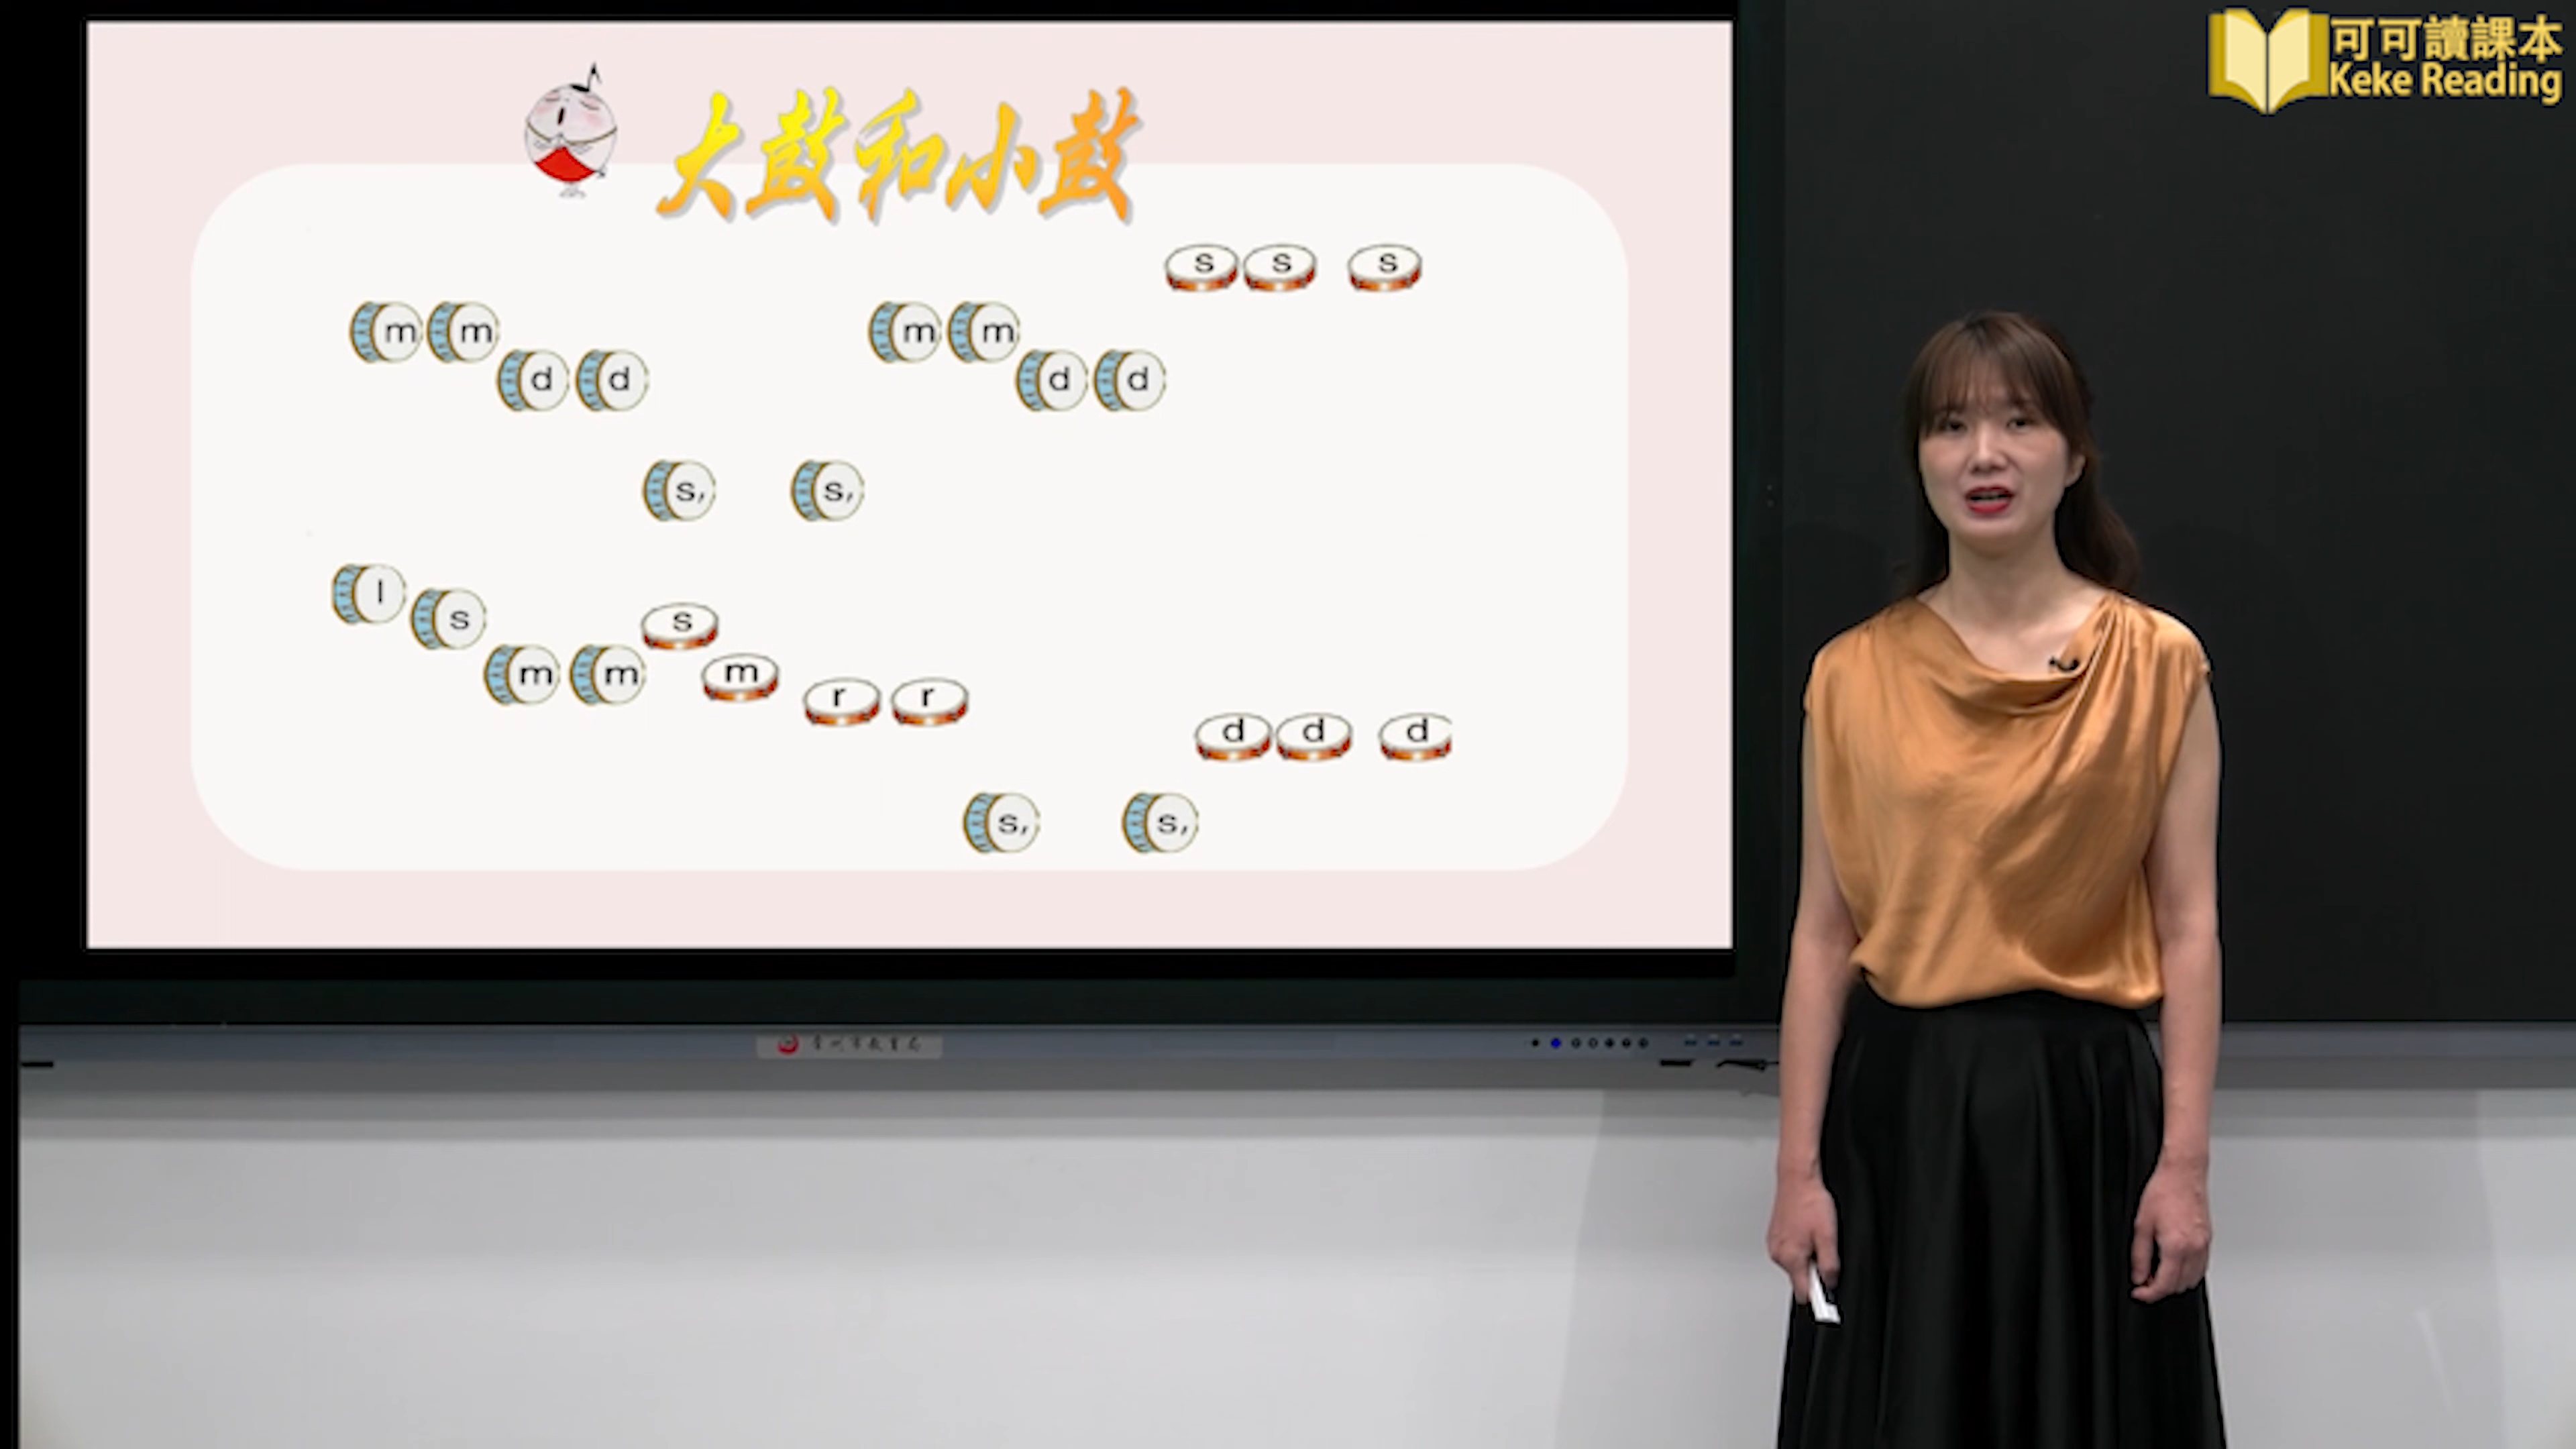 可可讀課本
Keke Reading
大鼓和小鼓
s s s
m m m m
d d d d
s, s,
l
s s
m m m
r r
d d d
s, s,